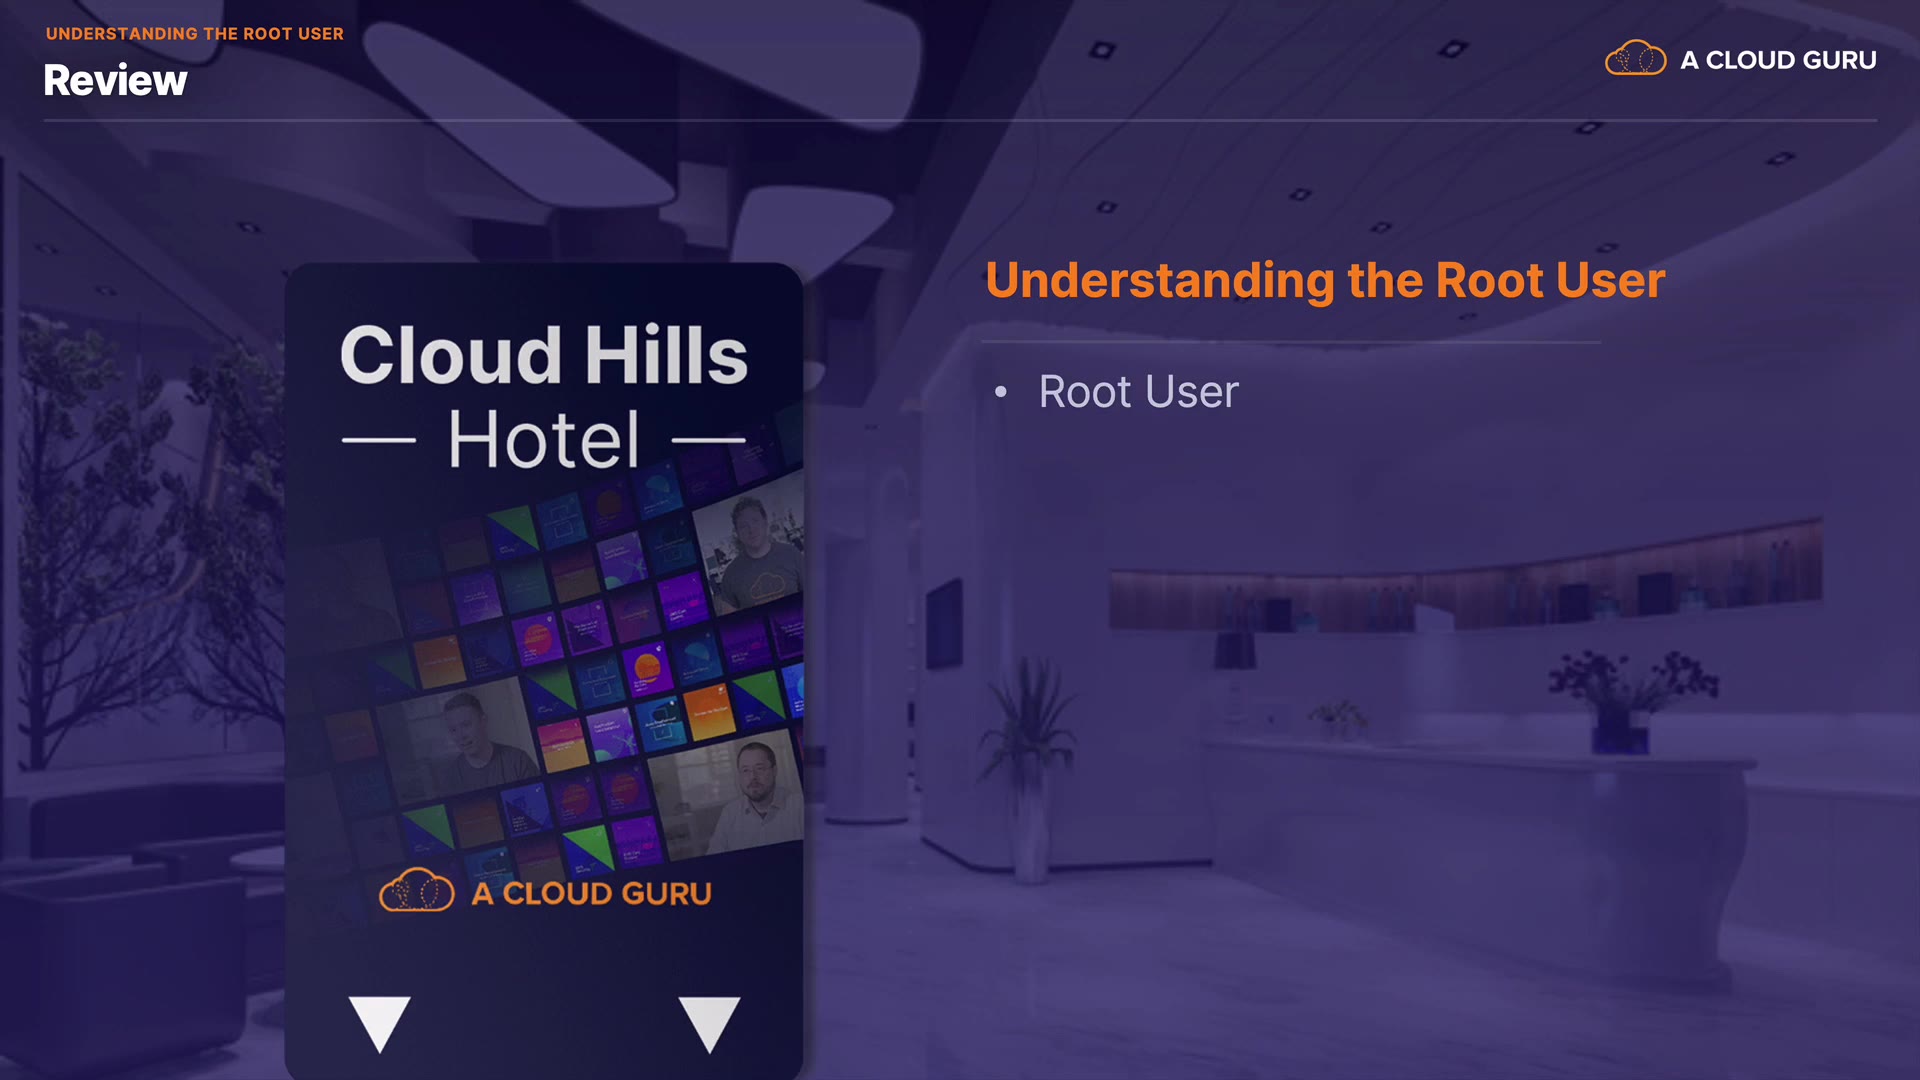 UNDERSTANDING THE ROOT USER
Review
A CLOUD GURU
Cloud Hills
Hotel
A CLOUD GURU
Understanding the Root User
• Root User